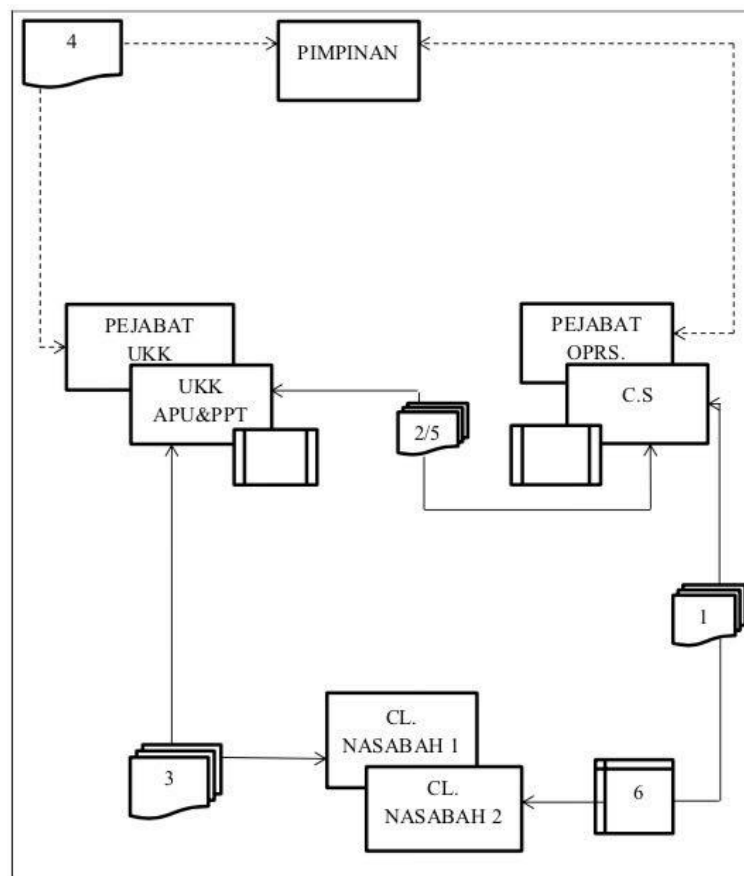 4
PIMPINAN
PEJABAT
UKK
PEJABAT
OPRS.
UKK
APU&PPT
C.S
2/5
1
CL.
NASABAH 1
3
CL.
NASABAH 2
6